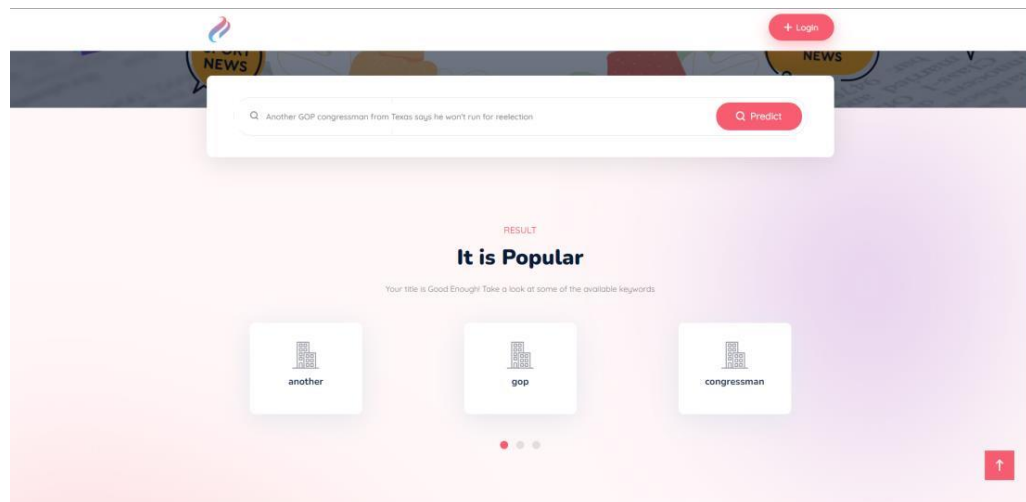 + Login
NEWS
NEWS
Another GOP congressman from Texas says he won't run for reelection
Predict
RESULT
It is Popular
Your title is Good Enough! Take a look at some of the available keywords
another
gop
congressman